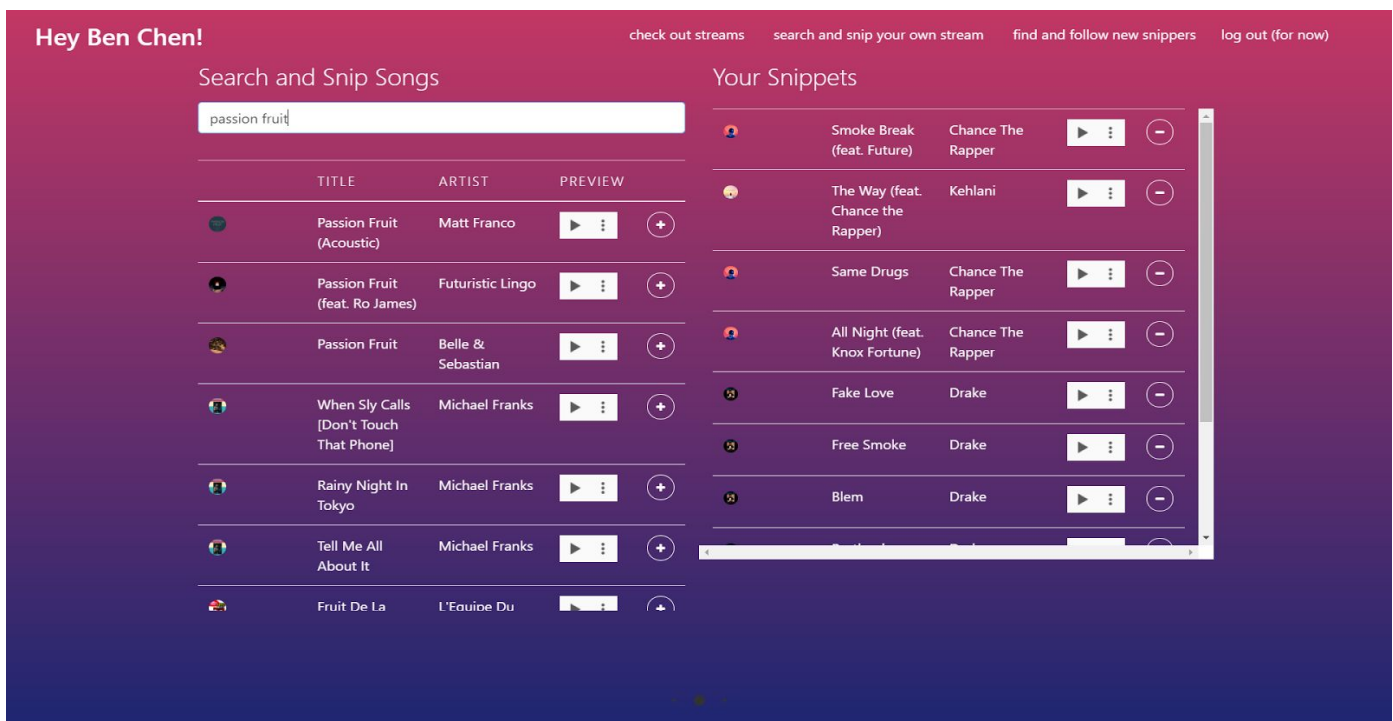 Hey Ben Chen!
check out streams
search and snip your own stream
find and follow new snippers
log out (for now)
Search and Snip Songs
passion fruit
TITLE
ARTIST
PREVIEW
Passion Fruit
(Acoustic)
Matt Franco
Passion Fruit
(feat. Ro James)
Futuristic Lingo
Passion Fruit
Belle &
Sebastian
When Sly Calls
[Don't Touch
That Phone]
Michael Franks
Rainy Night In
Tokyo
Michael Franks
Tell Me All
About It
Michael Franks
Fruit De La
L'Equipe Du
Your Snippets
Smoke Break
(feat. Future)
Chance The
Rapper
The Way (feat.
Chance the
Rapper)
Kehlani
Same Drugs
Chance The
Rapper
All Night (feat.
Knox Fortune)
Chance The
Rapper
Fake Love
Drake
Free Smoke
Drake
Blem
Drake